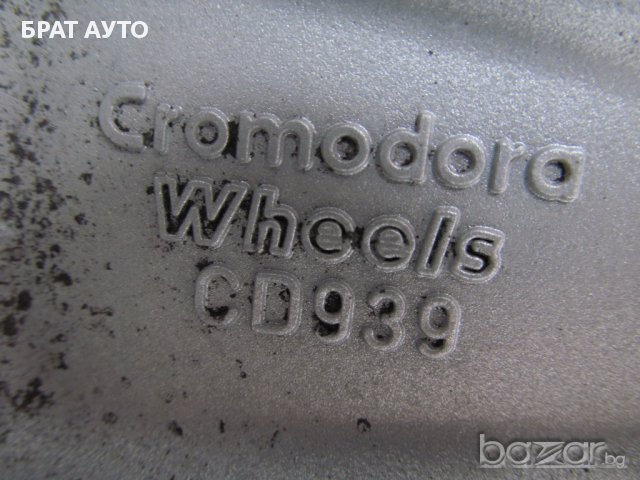 БРАТ АУТО
Cromodora
Wheels
CD939
bazar.bg